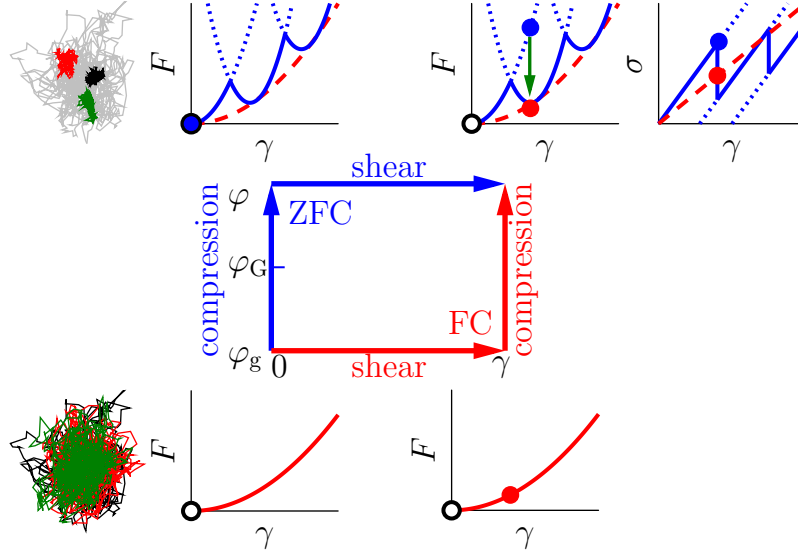 F
γ
F
γ
σ
γ
shear
φ
ZFC
compression
compression
φG
FC
φg
0
shear
γ
F
γ
F
γ